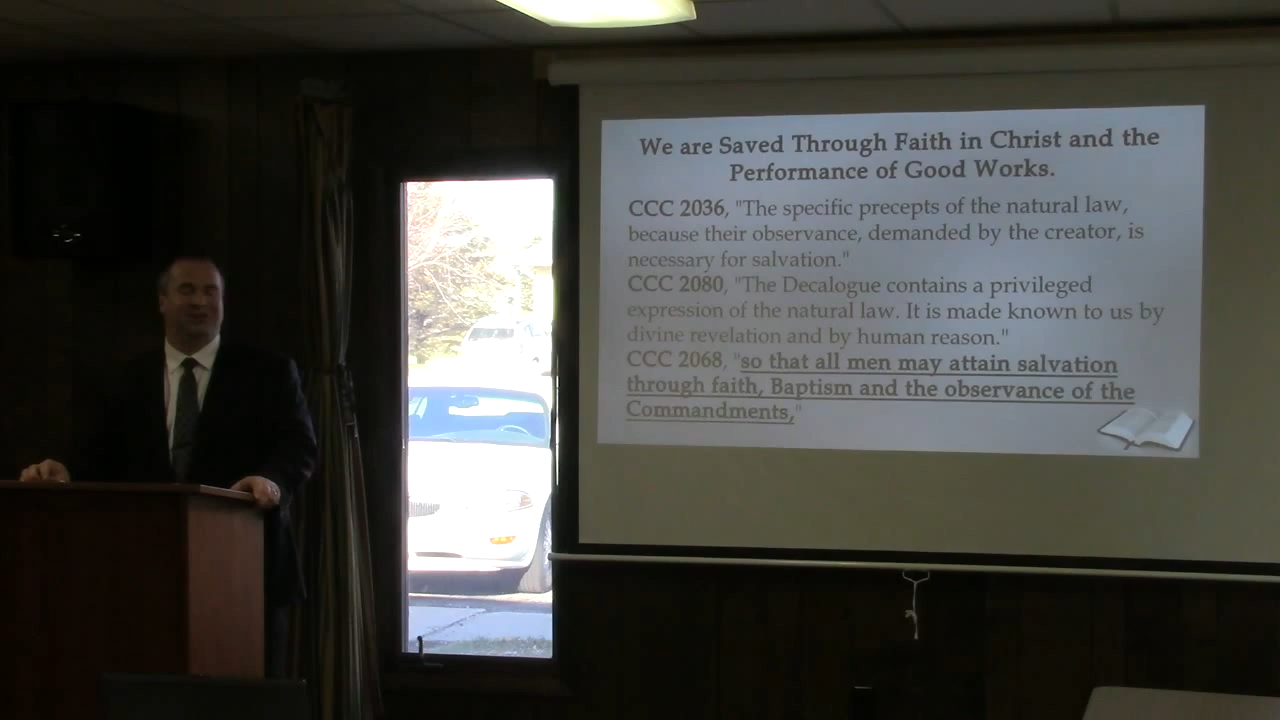 We are Saved Through Faith in Christ and the
Performance of Good Works.
CCC 2036, "The specific precepts of the natural law,
because their observance, demanded by the creator, is
necessary for salvation."
CCC 2080, "The Decalogue contains a privileged
expression of the natural law. It is made known to us by
divine revelation and by human reason."
CCC 2068, "so that all men may attain salvation
through faith, Baptism and the observance of the
Commandments,"